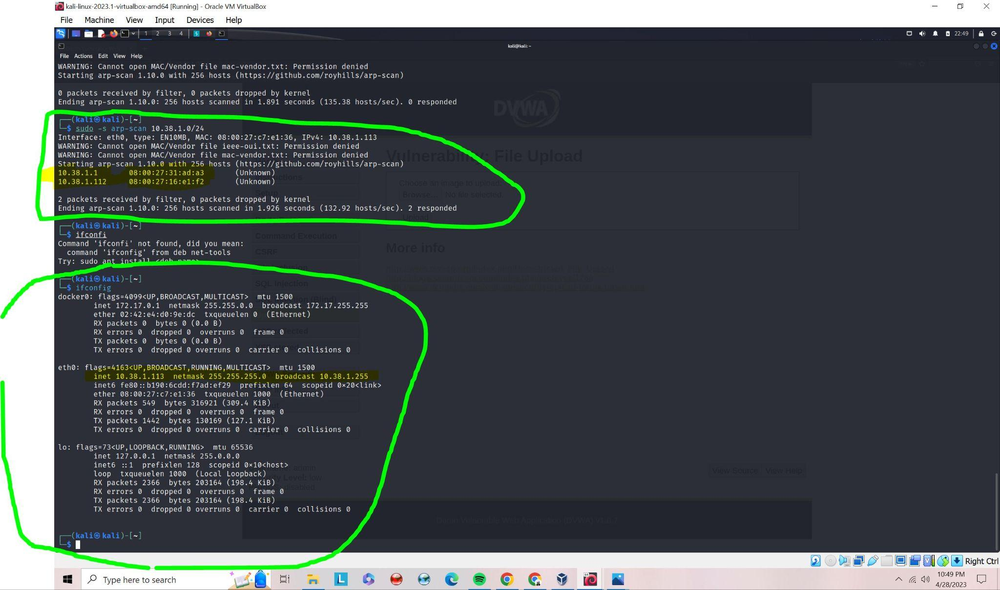 kali-linux-2023.1-virtualbox-amd64 [Running] - Oracle VM VirtualBox
File Machine View Input Devices Help
1 2 3 4
22:49
kali@kali: ~
File Actions Edit View Help
WARNING: Cannot open MAC/Vendor file mac-vendor.txt: Permission denied
Starting arp-scan 1.10.0 with 256 hosts (https://github.com/royhills/arp-scan)
0 packets received by filter, 0 packets dropped by kernel
Ending arp-scan 1.10.0: 256 hosts scanned in 1.891 seconds (135.38 hosts/sec). 0 responded
DVWA
┌──(kali㉿kali)-[~]
└─$ sudo -s arp-scan 10.38.1.0/24
Interface: eth0, type: EN10MB, MAC: 08:00:27:c7:e1:36, IPv4: 10.38.1.113
WARNING: Cannot open MAC/Vendor file ieee-oui.txt: Permission denied
WARNING: Cannot open MAC/Vendor file mac-vendor.txt: Permission denied
Starting arp-scan 1.10.0 with 256 hosts (https://github.com/royhills/arp-scan)
10.38.1.1 08:00:27:31:ad:a3 (Unknown)
10.38.1.112 08:00:27:16:e1:f2 (Unknown)
2 packets received by filter, 0 packets dropped by kernel
Ending arp-scan 1.10.0: 256 hosts scanned in 1.926 seconds (132.92 hosts/sec). 2 responded
┌──(kali㉿kali)-[~]
└─$ ifconfi
Command 'ifconfi' not found, did you mean:
command 'ifconfig' from deb net-tools
Try: sudo apt install <deb name>
┌──(kali㉿kali)-[~]
└─$ ifconfig
docker0: flags=4099<UP,BROADCAST,MULTICAST> mtu 1500
inet 172.17.0.1 netmask 255.255.0.0 broadcast 172.17.255.255
ether 02:42:e4:d0:9e:dc txqueuelen 0 (Ethernet)
RX packets 0 bytes 0 (0.0 B)
RX errors 0 dropped 0 overruns 0 frame 0
TX packets 0 bytes 0 (0.0 B)
TX errors 0 dropped 0 overruns 0 carrier 0 collisions 0
eth0: flags=4163<UP,BROADCAST,RUNNING,MULTICAST> mtu 1500
inet 10.38.1.113 netmask 255.255.255.0 broadcast 10.38.1.255
inet6 fe80::b190:6cdd:f7ad:ef29 prefixlen 64 scopeid 0×20<link>
ether 08:00:27:c7:e1:36 txqueuelen 1000 (Ethernet)
RX packets 549 bytes 316921 (309.4 KiB)
RX errors 0 dropped 0 overruns 0 frame 0
TX packets 1442 bytes 130169 (127.1 KiB)
TX errors 0 dropped 0 overruns 0 carrier 0 collisions 0
lo: flags=73<UP,LOOPBACK,RUNNING> mtu 65536
inet 127.0.0.1 netmask 255.0.0.0
inet6 ::1 prefixlen 128 scopeid 0×10<host>
loop txqueuelen 1000 (Local Loopback)
RX packets 2366 bytes 203164 (198.4 KiB)
RX errors 0 dropped 0 overruns 0 frame 0
TX packets 2366 bytes 203164 (198.4 KiB)
TX errors 0 dropped 0 overruns 0 carrier 0 collisions 0
┌──(kali㉿kali)-[~]
└─$
Vulnerability: File Upload
Choose an image to upload:
Browse... No file selected.
Upload
Setup
Command Execution
CSRF
SQL Injection
More info
admin
low
disabled
View Source View Help
Damn Vulnerable Web Application (DVWA) v1.0.7
Right Ctrl
Type here to search
L
64
10:49 PM
4/28/2023